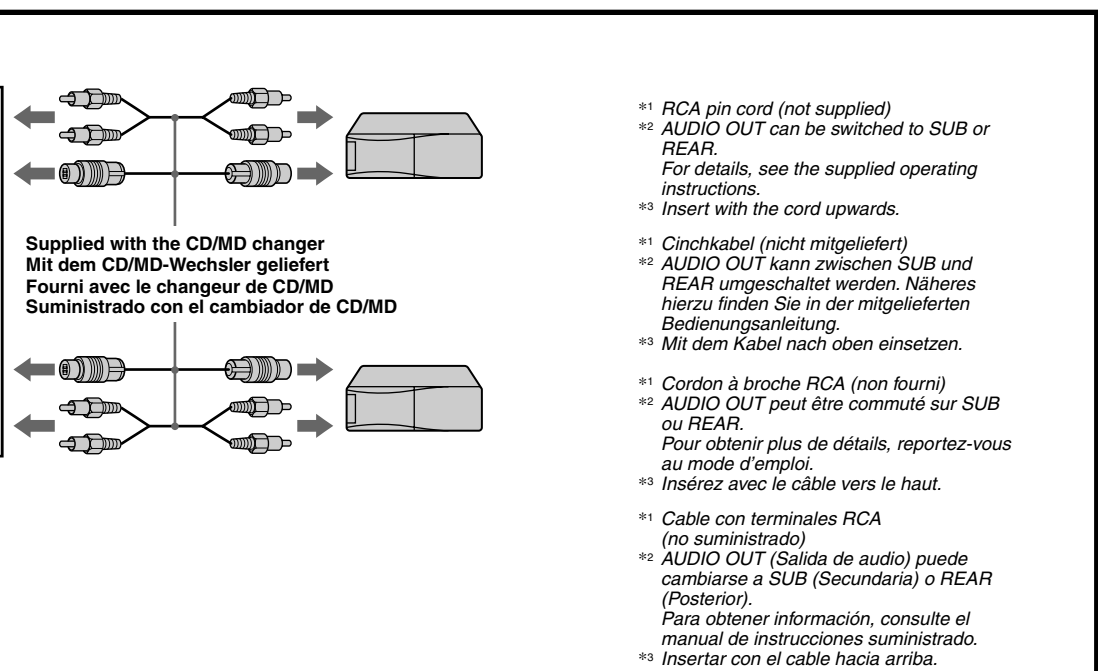 Supplied with the CD/MD changer
Mit dem CD/MD-Wechsler geliefert
Fourni avec le changeur de CD/MD
Suministrado con el cambiador de CD/MD
*1 RCA pin cord (not supplied)
*2 AUDIO OUT can be switched to SUB or
REAR.
For details, see the supplied operating
instructions.
*3 Insert with the cord upwards.
*1 Cinchkabel (nicht mitgeliefert)
*2 AUDIO OUT kann zwischen SUB und
REAR umgeschaltet werden. Näheres
hierzu finden Sie in der mitgelieferten
Bedienungsanleitung.
*3 Mit dem Kabel nach oben einsetzen.
*1 Cordon à broche RCA (non fourni)
*2 AUDIO OUT peut être commuté sur SUB
ou REAR.
Pour obtenir plus de détails, reportez-vous
au mode d'emploi.
*3 Insérez avec le câble vers le haut.
*1 Cable con terminales RCA
(no suministrado)
*2 AUDIO OUT (Salida de audio) puede
cambiarse a SUB (Secundaria) o REAR
(Posterior).
Para obtener información, consulte el
manual de instrucciones suministrado.
*3 Insertar con el cable hacia arriba.